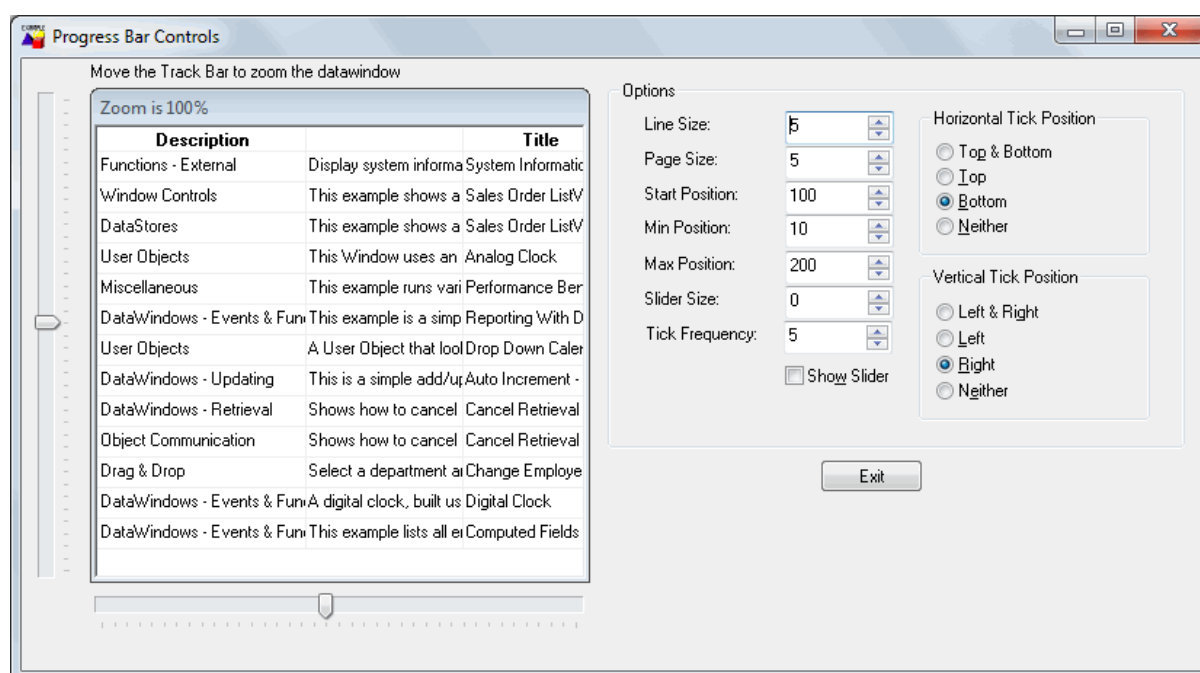 Progress Bar Controls
Move the Track Bar to zoom the datawindow
Zoom is 100%
Description Title
Functions - External Display system informa System Informatic
Window Controls This example shows a Sales Order ListV
DataStores This example shows a Sales Order ListV
User Objects This Window uses an Analog Clock
Miscellaneous This example runs vari Performance Ber
DataWindows - Events & Fun This example is a simp Reporting With D
User Objects A User Object that lool Drop Down Caler
DataWindows - Updating This is a simple add/up Auto Increment -
DataWindows - Retrieval Shows how to cancel Cancel Retrieval
Object Communication Shows how to cancel Cancel Retrieval
Drag & Drop Select a department ar Change Employe
DataWindows - Events & Fun A digital clock, built us Digital Clock
DataWindows - Events & Fun This example lists all er Computed Fields
Options
Line Size: 5
Page Size: 5
Start Position: 100
Min Position: 10
Max Position: 200
Slider Size: 0
Tick Frequency: 5
Show Slider
Horizontal Tick Position
Top & Bottom
Top
Bottom
Neither
Vertical Tick Position
Left & Right
Left
Right
Neither
Exit